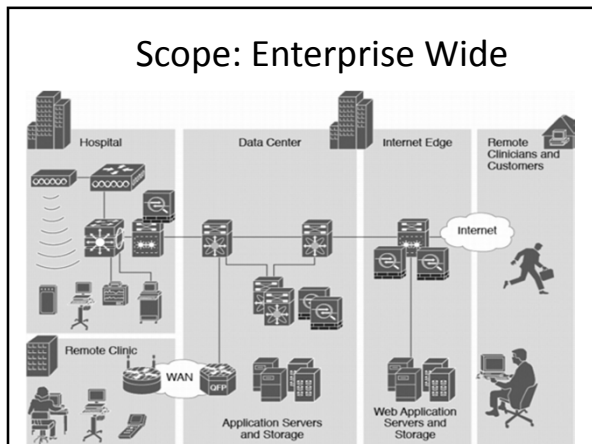 Scope: Enterprise Wide
Hospital
Data Center
Internet Edge
Remote
Clinicians and
Customers
Internet
Remote Clinic
WAN
QFP
Application Servers
and Storage
Web Application
Servers and
Storage